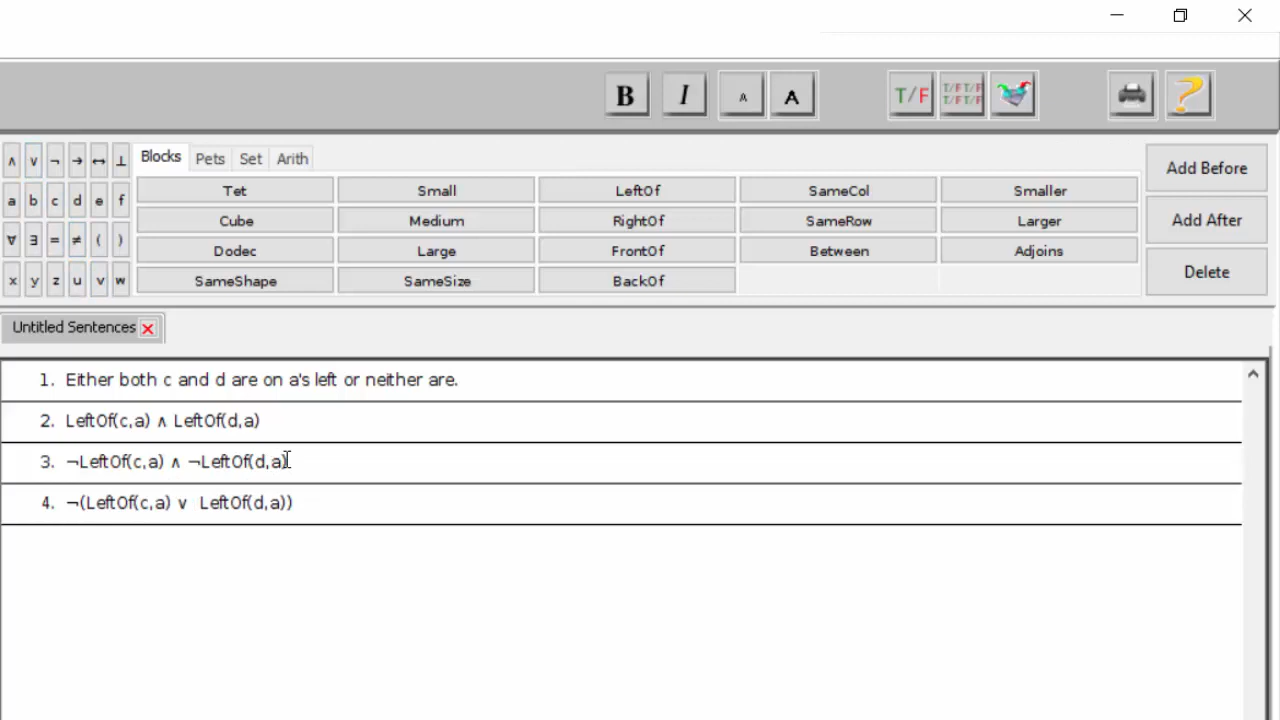 B I A A T/F T/F T/F T/F T/F ?
∧ ∨ ¬ → ↔ ⊥ Blocks Pets Set Arith Add Before
a b c d e f Tet Small LeftOf SameCol Smaller
∀ ∃ = ≠ ( ) Cube Medium RightOf SameRow Larger Add After
x y z u v w Dodec Large FrontOf Between Adjoins
SameShape SameSize BackOf Delete
Untitled Sentences
1. Either both c and d are on a's left or neither are.
2. LeftOf(c,a) ∧ LeftOf(d,a)
3. ¬LeftOf(c,a) ∧ ¬LeftOf(d,a)
4. ¬(LeftOf(c,a) ∨ LeftOf(d,a))